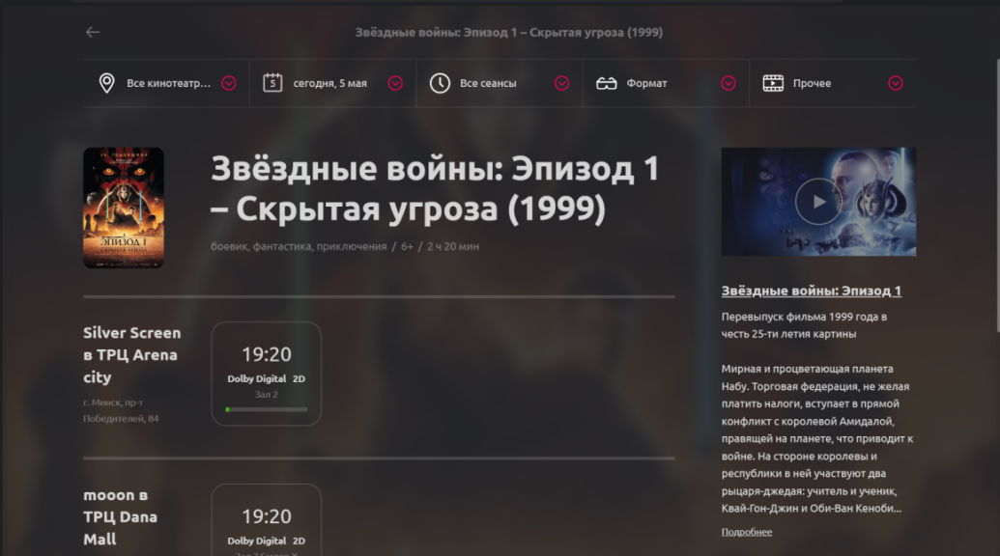 Звёздные войны: Эпизод 1 – Скрытая угроза (1999)
Все кинотеатр...
5
сегодня, 5 мая
Все сеансы
Формат
Прочее
ЭПИЗОД I
СКРЫТАЯ УГРОЗА
Звёздные войны: Эпизод 1
– Скрытая угроза (1999)
боевик, фантастика, приключения / 6+ / 2 ч 20 мин
Silver Screen
в ТРЦ Arena
city
г. Минск, пр-т
Победителей, 84
19:20
Dolby Digital 2D
Зал 2
mooon в
ТРЦ Dana
Mall
19:20
Dolby Digital 2D
Звёздные войны: Эпизод 1
Перевыпуск фильма 1999 года в
честь 25-ти летия картины
Мирная и процветающая планета
Набу. Торговая федерация, не желая
платить налоги, вступает в прямой
конфликт с королевой Амидалой,
правящей на планете, что приводит к
войне. На стороне королевы и
республики в ней участвуют два
рыцаря-джедая: учитель и ученик,
Квай-Гон-Джин и Оби-Ван Кеноби...
Подробнее